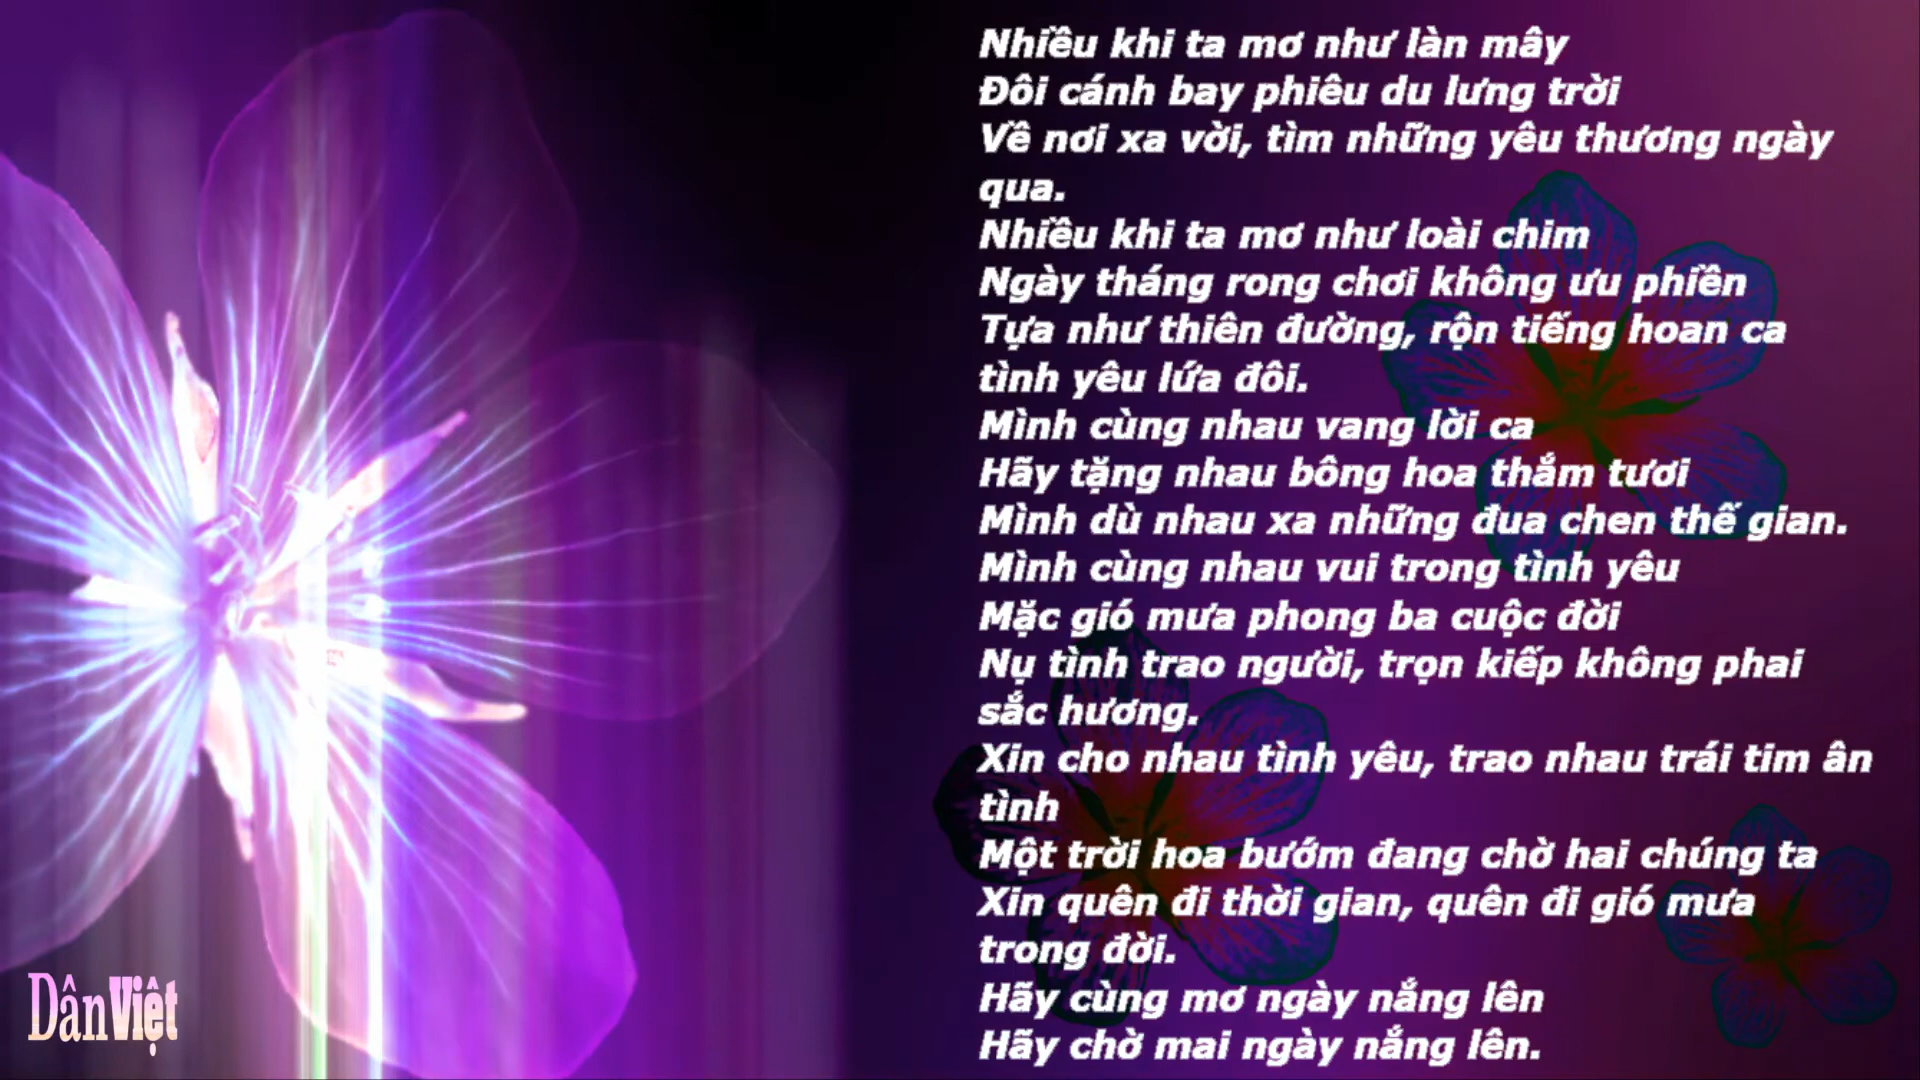 Nhiều khi ta mơ như làn mây
Đôi cánh bay phiêu du lưng trời
Về nơi xa vời, tìm những yêu thương ngày
qua.
Nhiều khi ta mơ như loài chim
Ngày tháng rong chơi không ưu phiền
Tựa như thiên đường, rộn tiếng hoan ca
tình yêu lứa đôi.
Mình cùng nhau vang lời ca
Hãy tặng nhau bông hoa thắm tươi
Mình dù nhau xa những đua chen thế gian.
Mình cùng nhau vui trong tình yêu
Mặc gió mưa phong ba cuộc đời
Nụ tình trao người, trọn kiếp không phai
sắc hương.
Xin cho nhau tình yêu, trao nhau trái tim ân
tình
Một trời hoa bướm đang chờ hai chúng ta
Xin quên đi thời gian, quên đi gió mưa
trong đời.
Hãy cùng mơ ngày nắng lên
Hãy chờ mai ngày nắng lên.
DânViệt